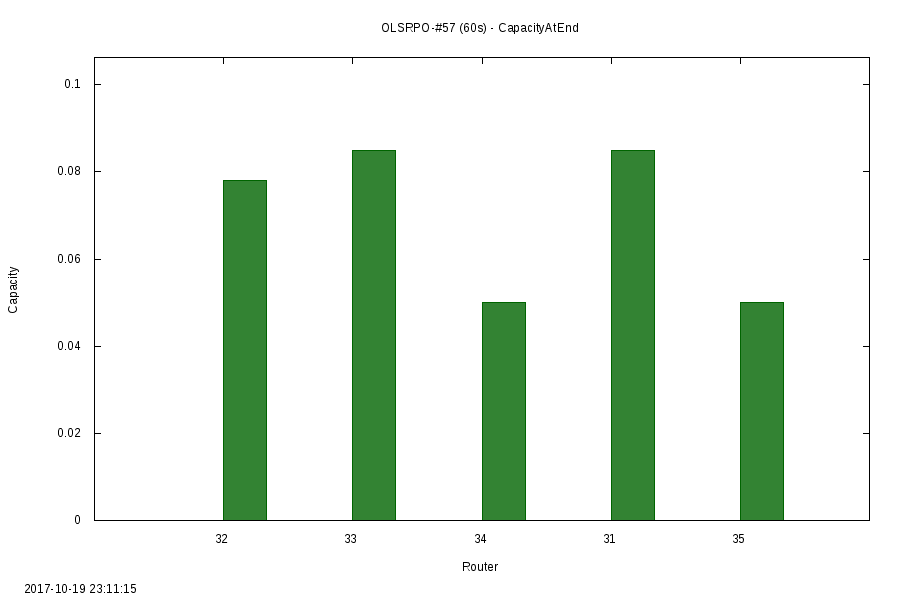 OLSRPO-#57 (60s) - CapacityAtEnd
0.1
0.08
0.06
0.04
0.02
0
Capacity
32 33 34 31 35
Router
2017-10-19 23:11:15